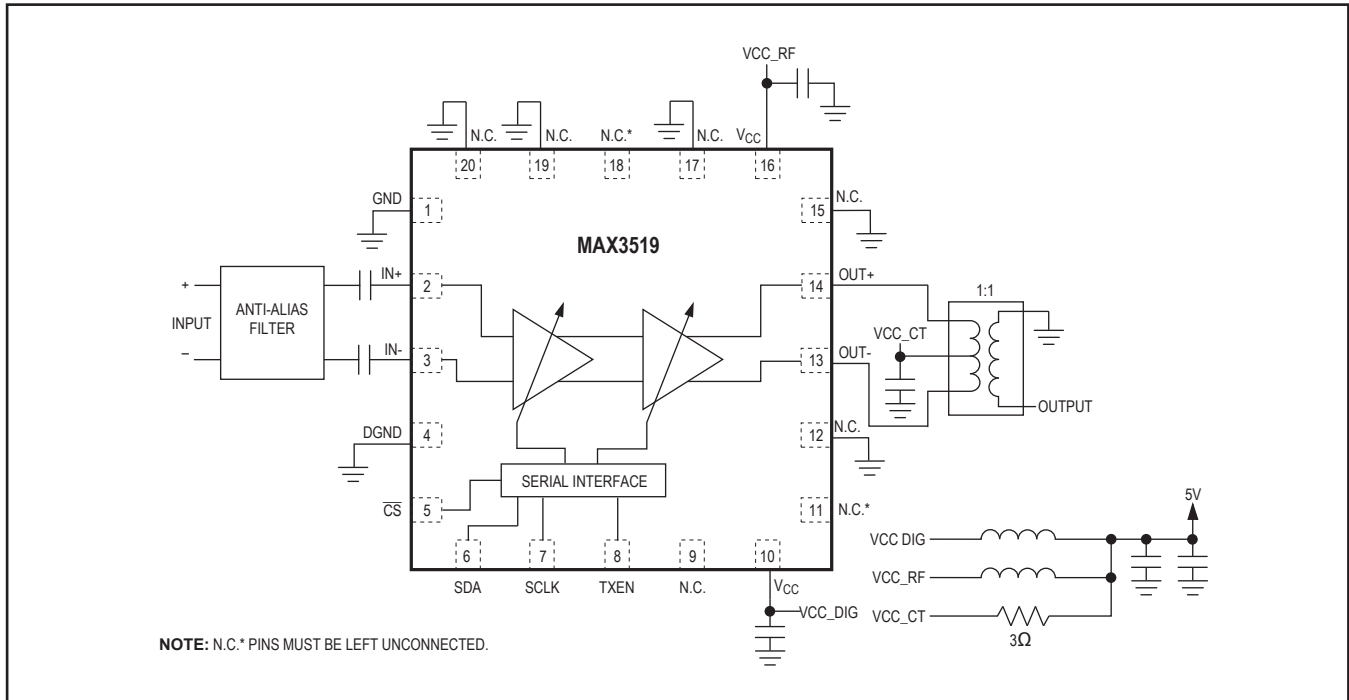 VCC_RF
N.C.
N.C.
N.C.*
N.C.
VCC
20
19
18
17
16
GND
1
15
N.C.
MAX3519
+
INPUT
−
ANTI-ALIAS
FILTER
IN+
2
14
OUT+
1:1
VCC_CT
IN-
3
13
OUT-
OUTPUT
DGND
4
12
N.C.
SERIAL INTERFACE
CS
5
11
N.C.*
6
7
8
9
10
SDA
SCLK
TXEN
N.C.
VCC
VCC_DIG
5V
VCC DIG
VCC_RF
VCC_CT
3Ω
NOTE: N.C.* PINS MUST BE LEFT UNCONNECTED.